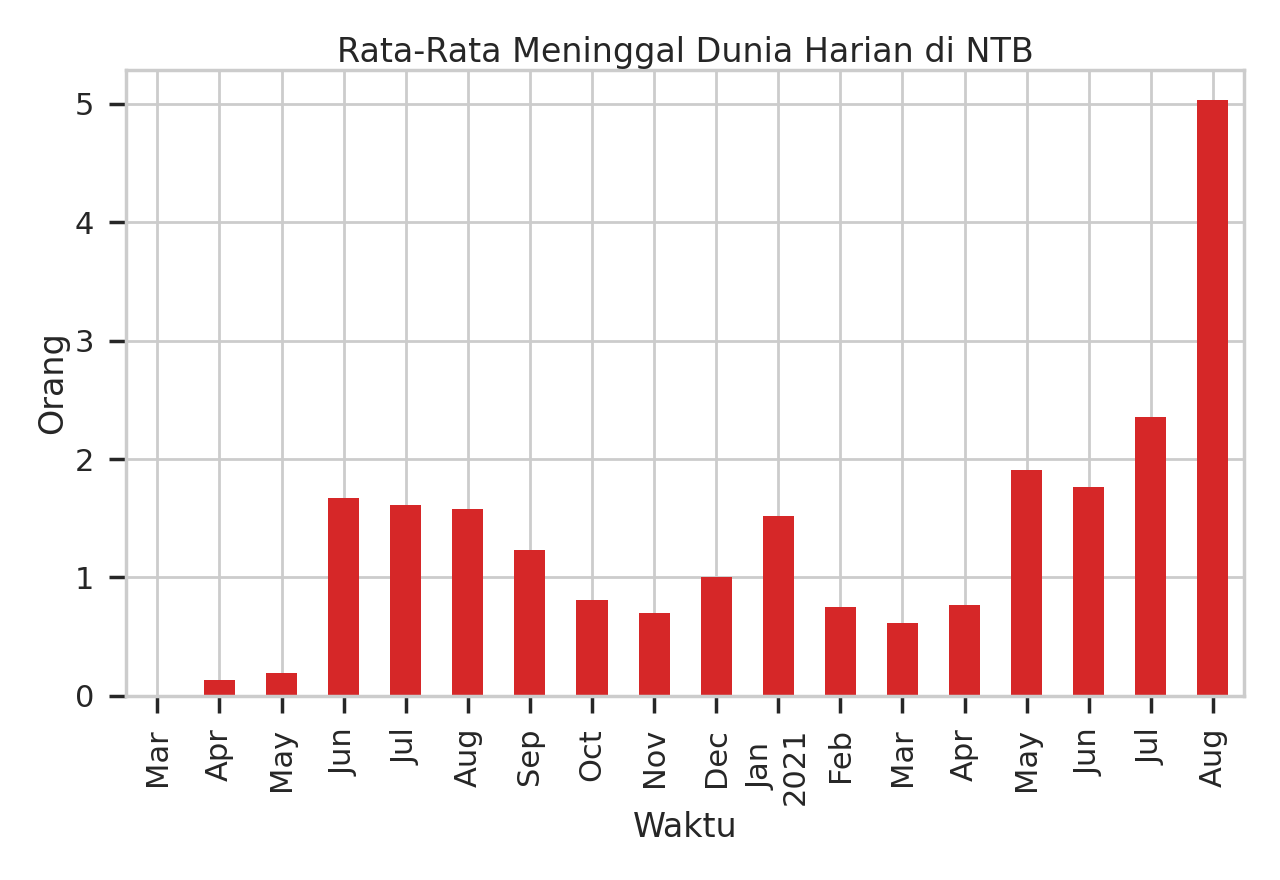 Rata-Rata Meninggal Dunia Harian di NTB
Orang
5
4
3
2
1
0
Mar
Apr
May
Jun
Jul
Aug
Sep
Oct
Nov
Dec
Jan
2021
Feb
Mar
Apr
May
Jun
Jul
Aug
Waktu